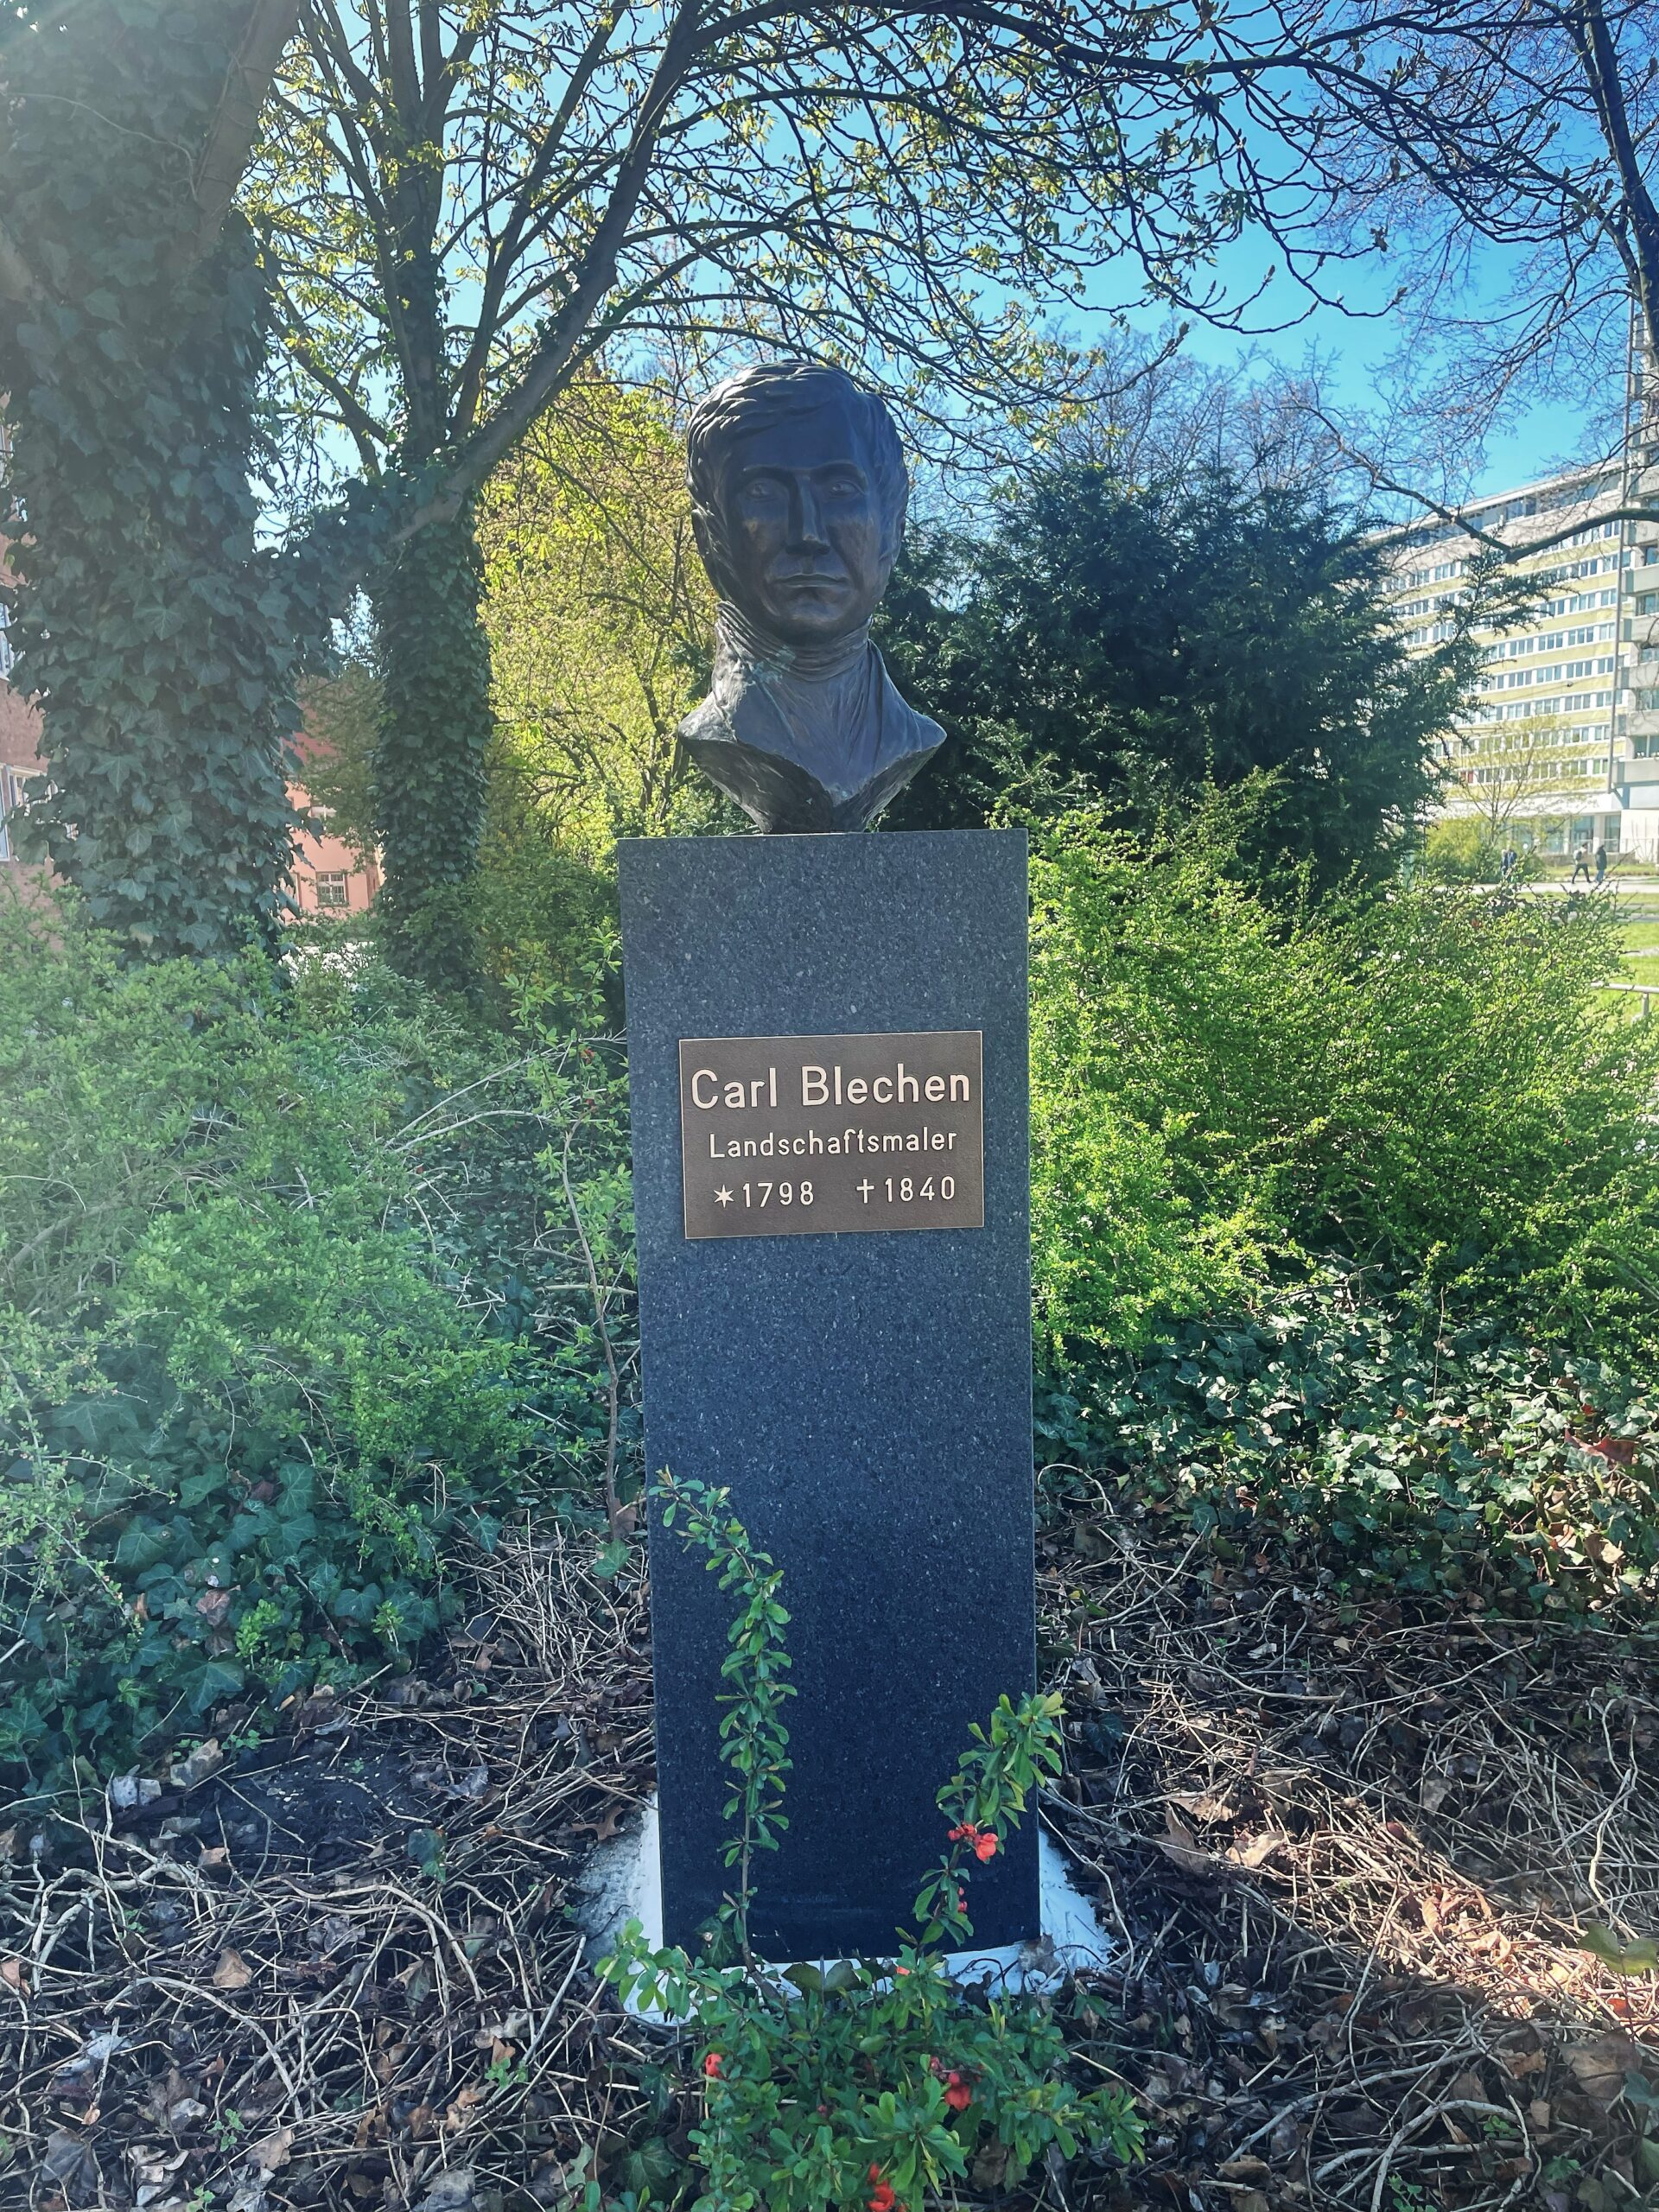 Carl Blechen
Landschaftsmaler
✶1798 †1840